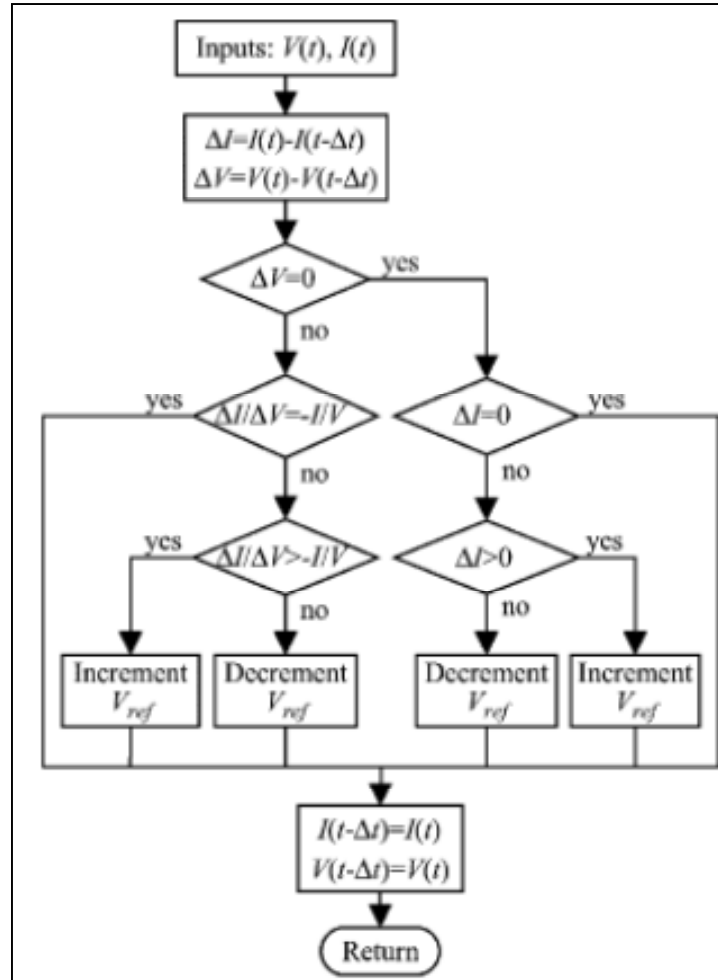 Inputs: V(t), I(t)
ΔI=I(t)-I(t-Δt)
ΔV=V(t)-V(t-Δt)
ΔV=0
yes
no
yes
ΔI/ΔV=-I/V
ΔI=0
yes
no
no
yes
ΔI/ΔV>-I/V
ΔI>0
yes
no
no
Increment
Vref
Decrement
Vref
Decrement
Vref
Increment
Vref
I(t-Δt)=I(t)
V(t-Δt)=V(t)
Return